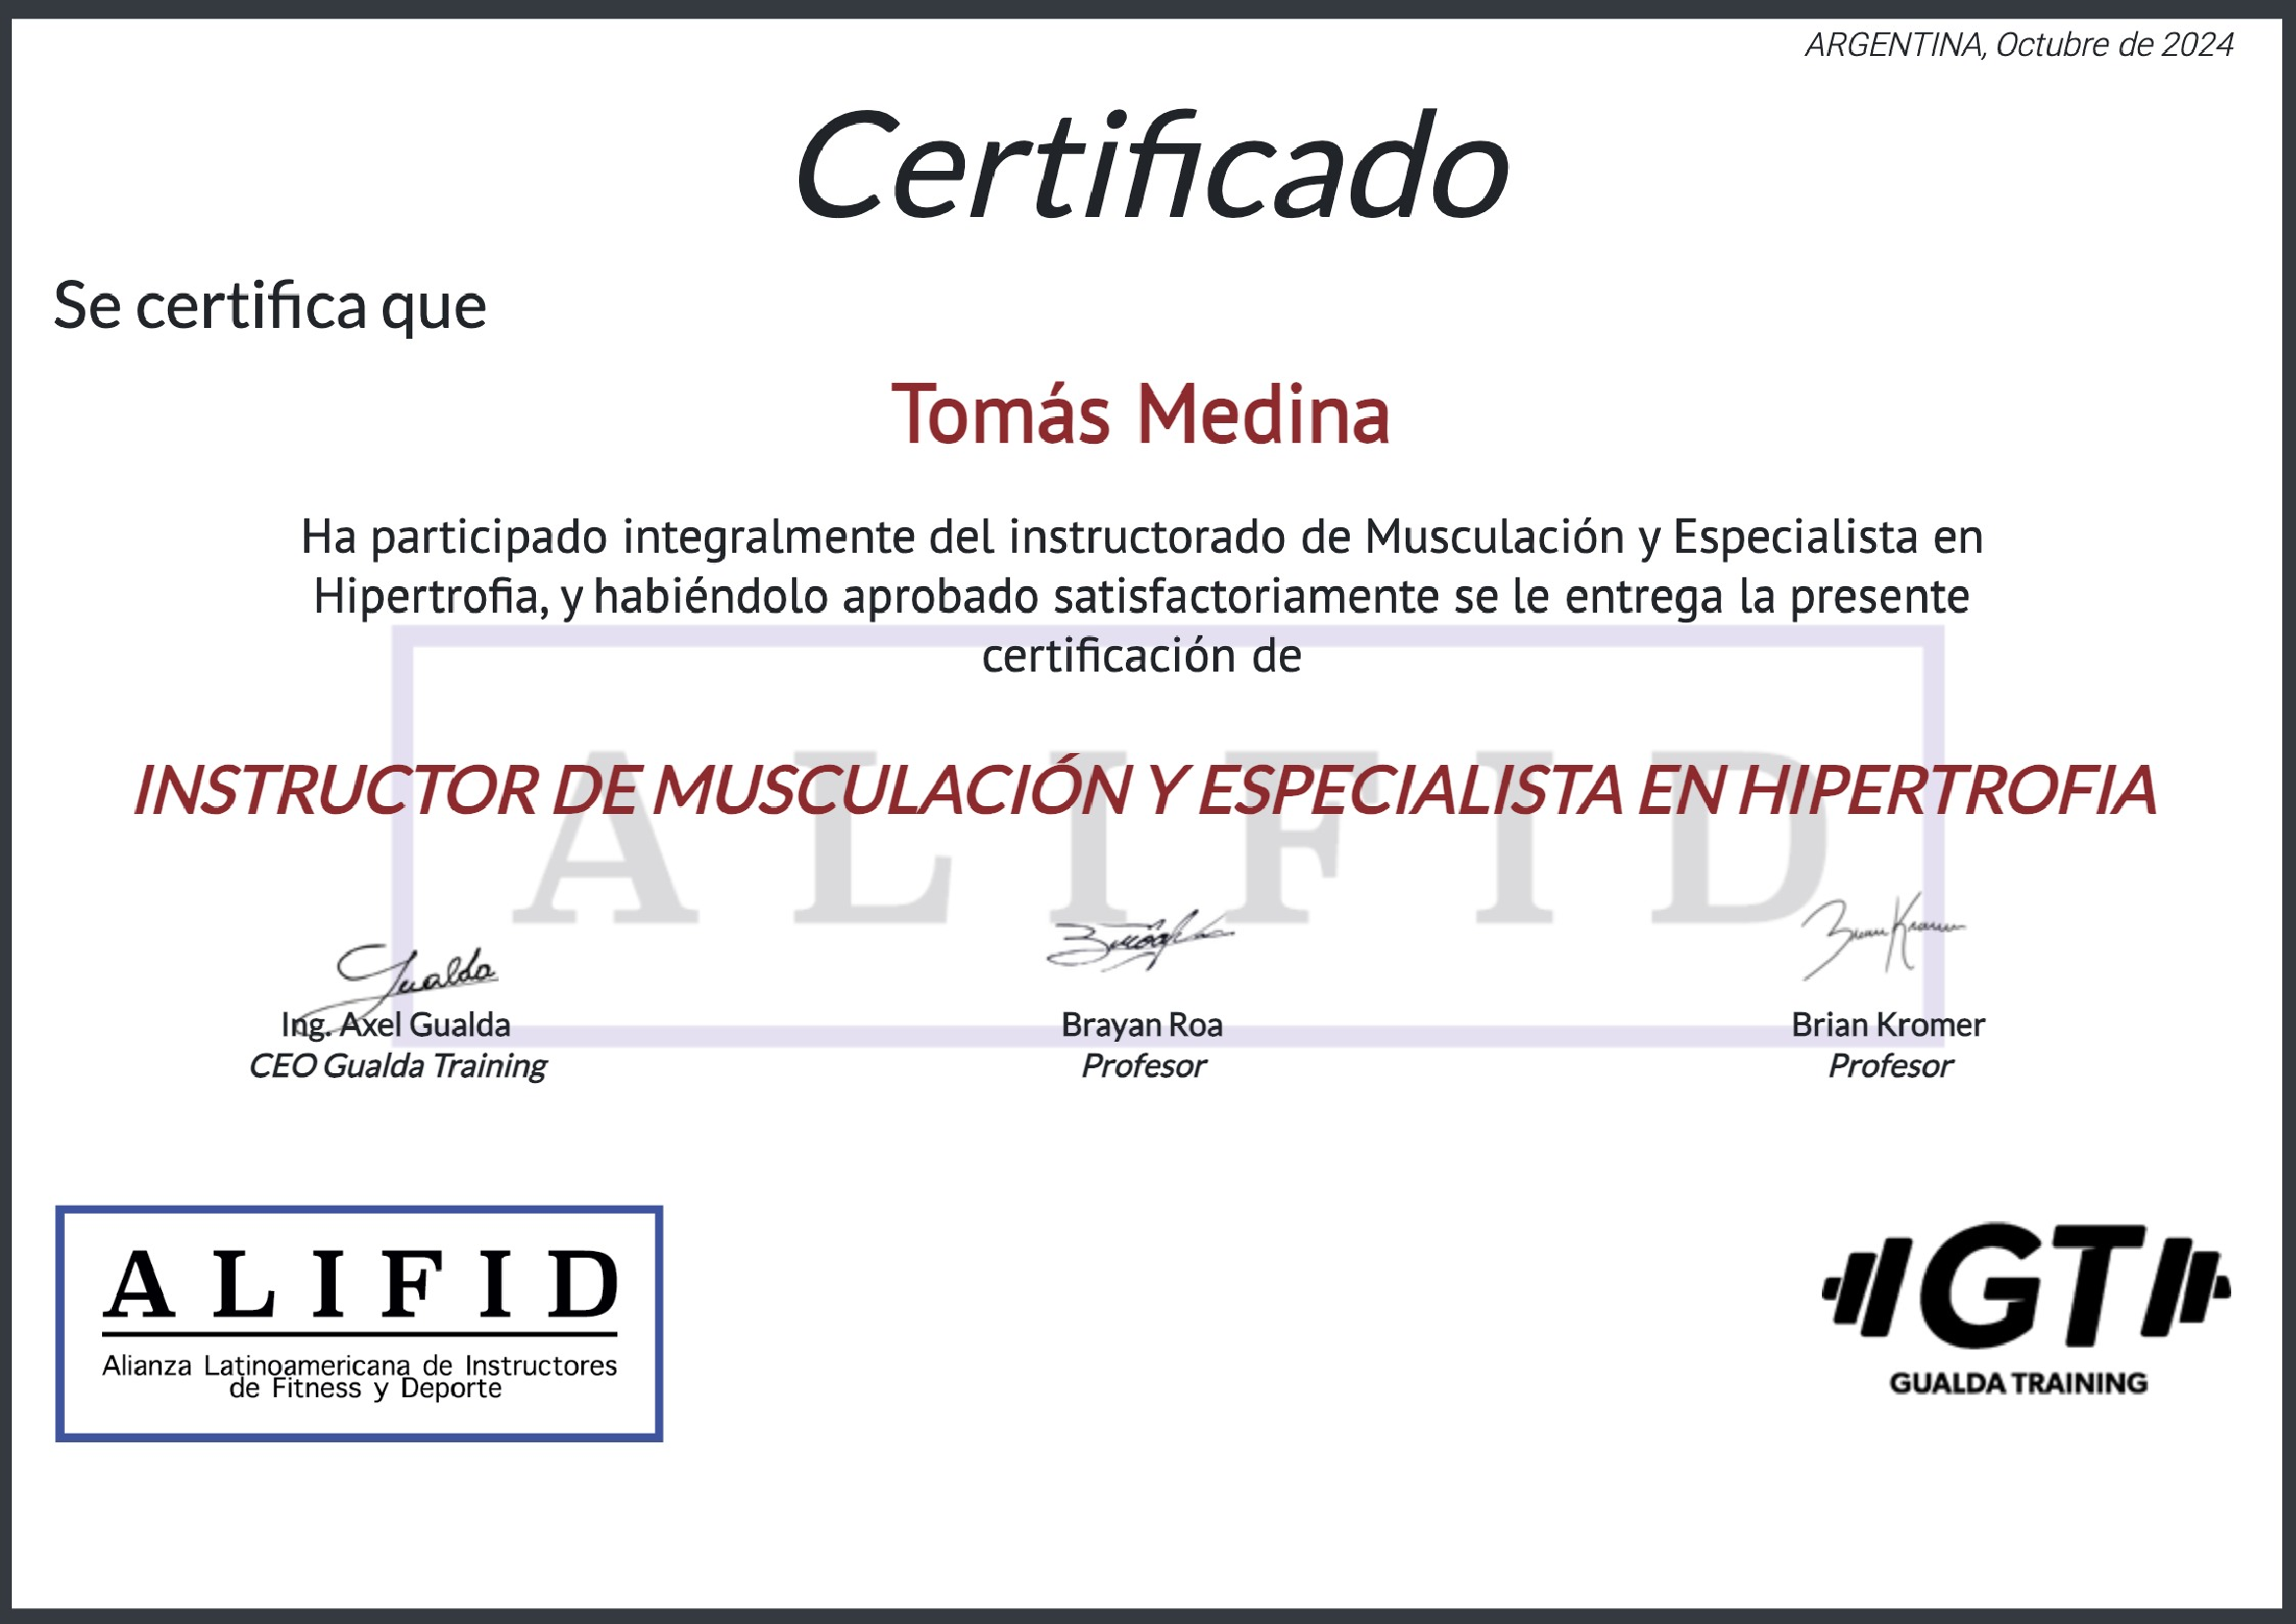 ARGENTINA, Octubre de 2024
Certificado
Se certifica que
Tomás Medina
Ha participado integralmente del instructorado de Musculación y Especialista en
Hipertrofia, y habiéndolo aprobado satisfactoriamente se le entrega la presente
certificación de
ALIFID
INSTRUCTOR DE MUSCULACIÓN Y ESPECIALISTA EN HIPERTROFIA
Gualda
Brian Kromer
Ing. Axel Gualda
CEO Gualda Training
Brayan Roa
Profesor
Brian Kromer
Profesor
ALIFID
Alianza Latinoamericana de Instructores
de Fitness y Deporte
GT
GUALDA TRAINING